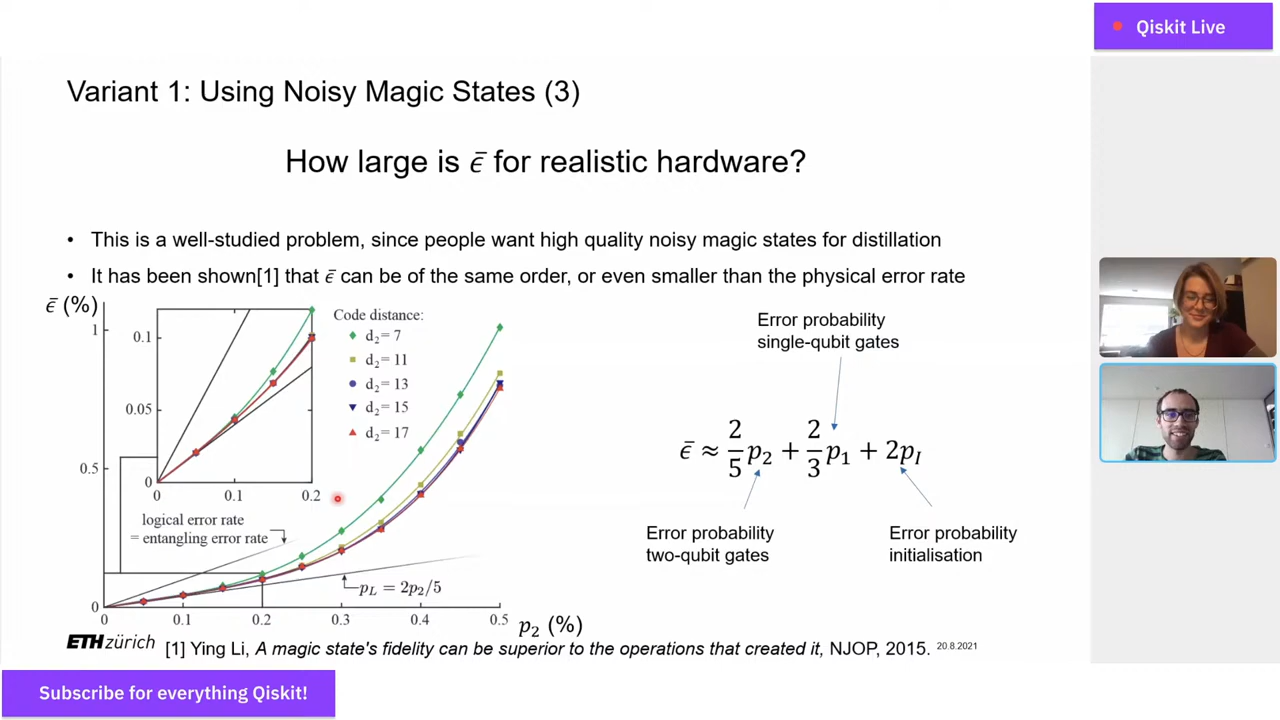 Qiskit Live
Variant 1: Using Noisy Magic States (3)
How large is ϵ̄ for realistic hardware?
• This is a well-studied problem, since people want high quality noisy magic states for distillation
• It has been shown[1] that ϵ̄ can be of the same order, or even smaller than the physical error rate
ϵ̄ (%)
1
0.5
0
0.1
0.05
0
0
0.1
0.2
Code distance:
d₂= 7
d₂= 11
d₂= 13
d₂= 15
d₂= 17
logical error rate
= entangling error rate
p_L = 2p₂/5
0
0.1
0.2
0.3
0.4
0.5
p₂ (%)
Error probability
single-qubit gates
ϵ̄ ≈ 2/5 p₂ + 2/3 p₁ + 2p_I
Error probability
two-qubit gates
Error probability
initialisation
ETH zürich
[1] Ying Li, A magic state's fidelity can be superior to the operations that created it, NJOP, 2015.
20.8.2021
Subscribe for everything Qiskit!